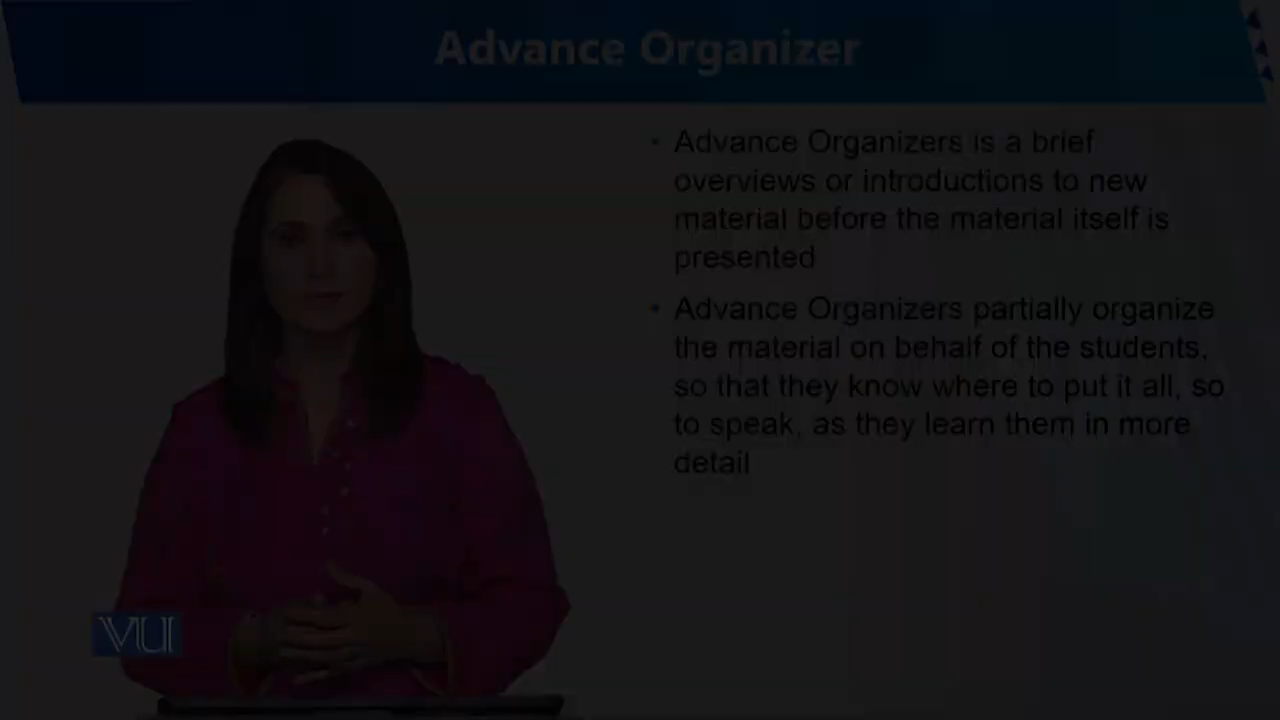 Advance Organizer
• Advance Organizers is a brief
overviews or introductions to new
material before the material itself is
presented
• Advance Organizers partially organize
the material on behalf of the students,
so that they know where to put it all, so
to speak, as they learn them in more
detail
VU